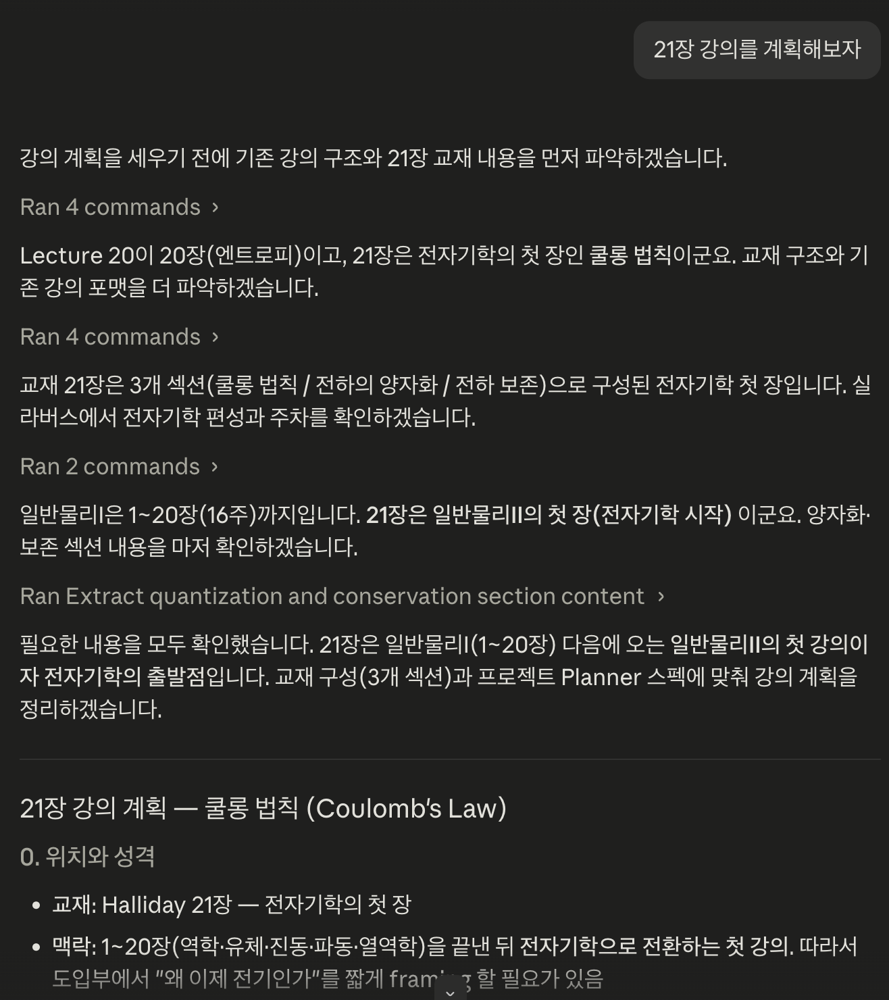 21장 강의를 계획해보자
강의 계획을 세우기 전에 기존 강의 구조와 21장 교재 내용을 먼저 파악하겠습니다.
Ran 4 commands
Lecture 20이 20장(엔트로피)이고, 21장은 전자기학의 첫 장인 쿨롱 법칙이군요. 교재 구조와 기
존 강의 포맷을 더 파악하겠습니다.
Ran 4 commands
교재 21장은 3개 섹션(쿨롱 법칙 / 전하의 양자화 / 전하 보존)으로 구성된 전자기학 첫 장입니다. 실
라버스에서 전자기학 편성과 주차를 확인하겠습니다.
Ran 2 commands
일반물리I은 1~20장(16주)까지입니다. 21장은 일반물리II의 첫 장(전자기학 시작) 이군요. 양자화·
보존 섹션 내용을 마저 확인하겠습니다.
Ran Extract quantization and conservation section content
필요한 내용을 모두 확인했습니다. 21장은 일반물리I(1~20장) 다음에 오는 일반물리II의 첫 강의이
자 전자기학의 출발점입니다. 교재 구성(3개 섹션)과 프로젝트 Planner 스펙에 맞춰 강의 계획을
정리하겠습니다.
21장 강의 계획 — 쿨롱 법칙 (Coulomb's Law)
0. 위치와 성격
• 교재: Halliday 21장 — 전자기학의 첫 장
• 맥락: 1~20장(역학·유체·진동·파동·열역학)을 끝낸 뒤 전자기학으로 전환하는 첫 강의. 따라서
도입부에서 "왜 이제 전기인가"를 짧게 framing 할 필요가 있음